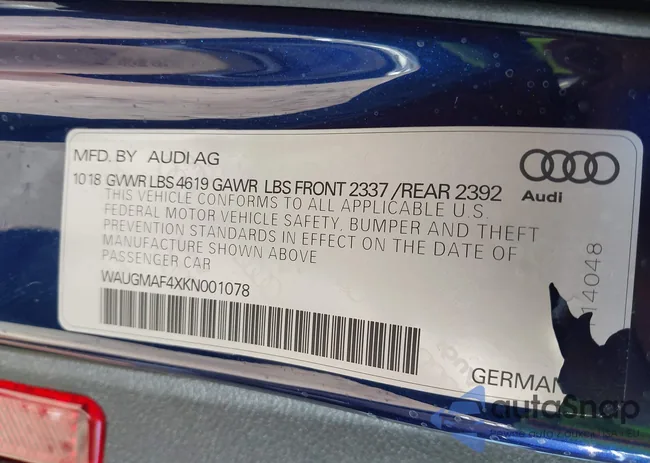 MFD. BY AUDI AG
1018 GVWR LBS 4619 GAWR LBS FRONT 2337 /REAR 2392
THIS VEHICLE CONFORMS TO ALL APPLICABLE U.S.
FEDERAL MOTOR VEHICLE SAFETY, BUMPER AND THEFT
PREVENTION STANDARDS IN EFFECT ON THE DATE OF
MANUFACTURE SHOWN ABOVE
PASSENGER CAR
WAUGMAF4XKN001078
Audi
14048
GERMAN
autoSnap